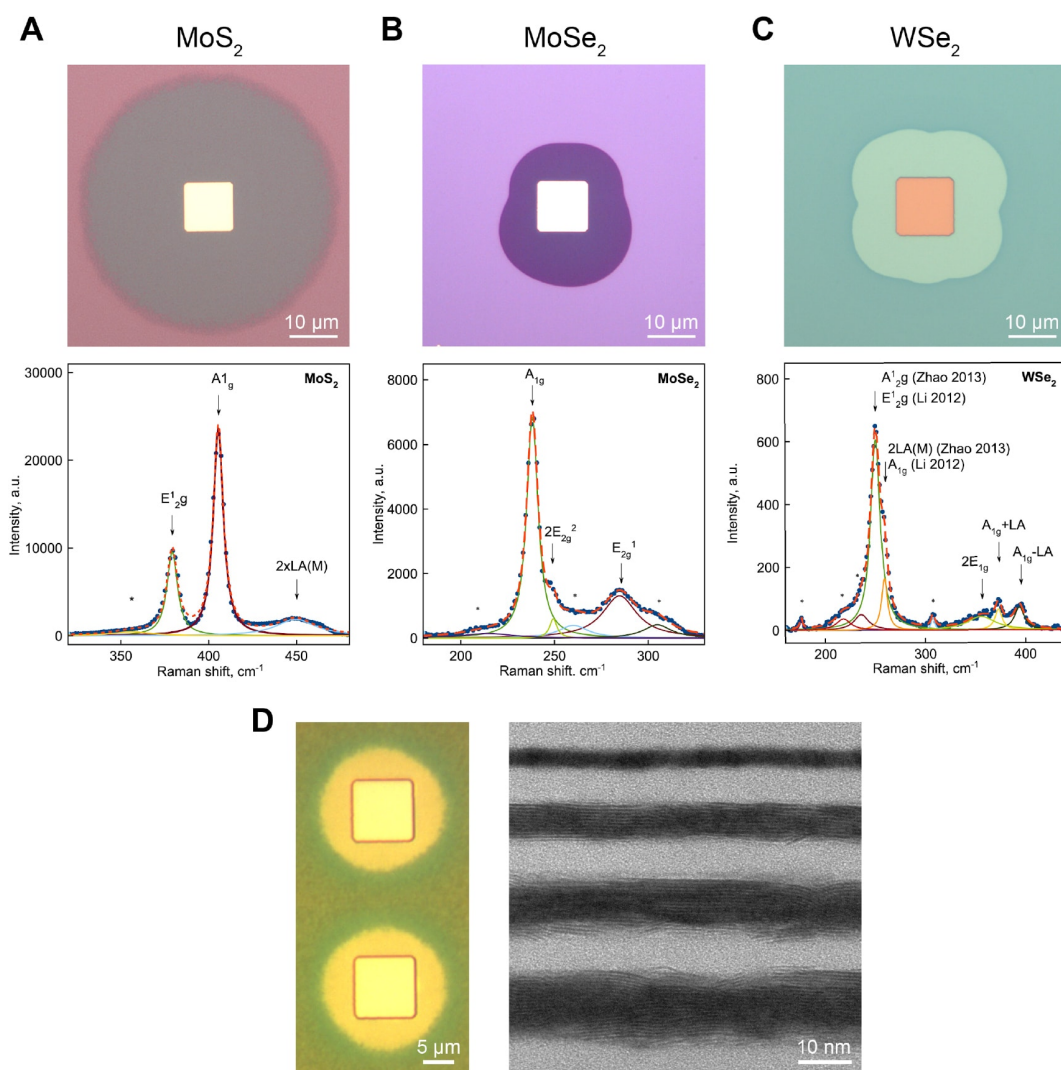 A
MoS₂
10 µm
B
MoSe₂
10 µm
C
WSe₂
10 µm
30000
20000
10000
0
Intensity, a.u.
350
400
450
Raman shift, cm⁻¹
MoS₂
A1g
E¹₂g
*
2xLA(M)
8000
6000
4000
2000
0
Intensity, a.u.
200
250
300
Raman shift. cm⁻¹
MoSe₂
A₁g
2E₂g²
E₂g¹
*
*
*
800
600
400
200
0
Intensity, a.u.
200
300
400
Raman shift, cm⁻¹
WSe₂
A¹₂g (Zhao 2013)
E¹₂g (Li 2012)
2LA(M) (Zhao 2013)
A₁g (Li 2012)
A₁g+LA
2E₁g
A₁g-LA
*
*
*
*
D
5 µm
10 nm